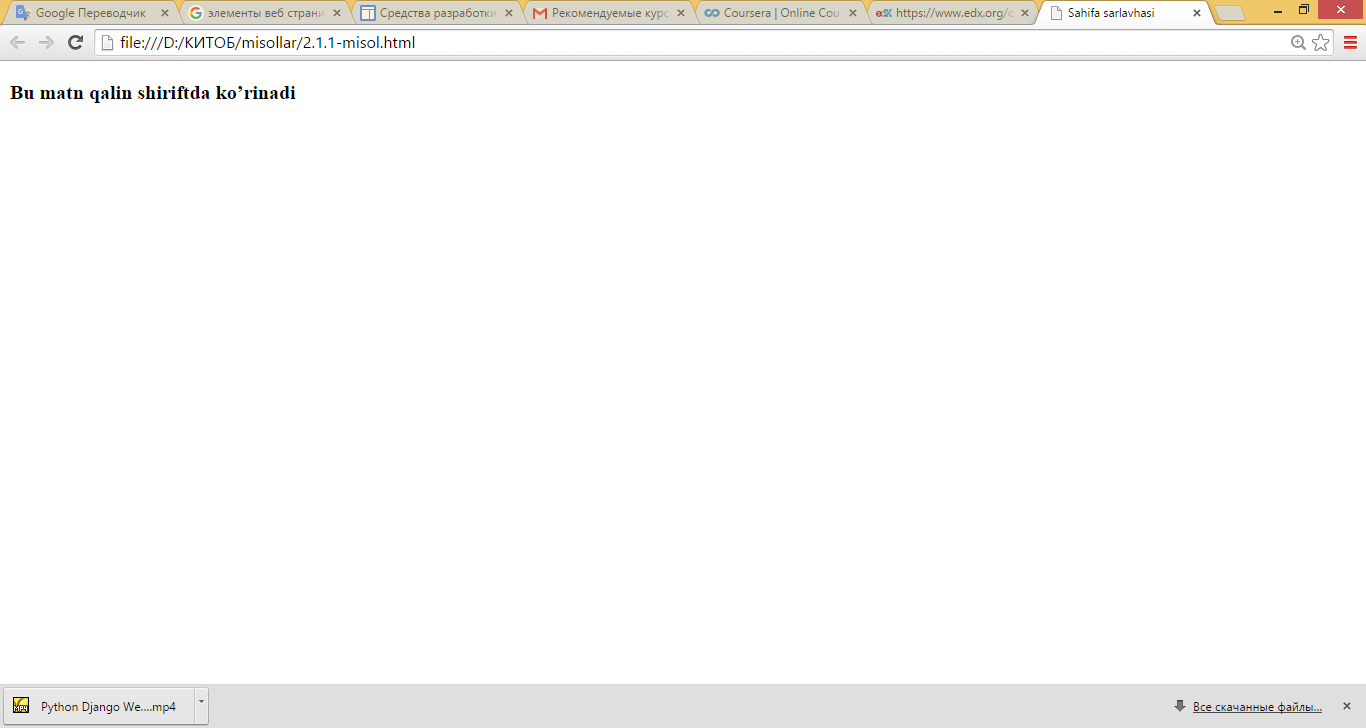 Google Переводчик
элементы веб страни
Средства разработки
Рекомендуемые курс
Coursera | Online Cou
edX https://www.edx.org/c
Sahifa sarlavhasi
file:///D:/КИТОБ/misollar/2.1.1-misol.html
Bu matn qalin shiriftda ko’rinadi
Python Django We....mp4
Все скачанные файлы...